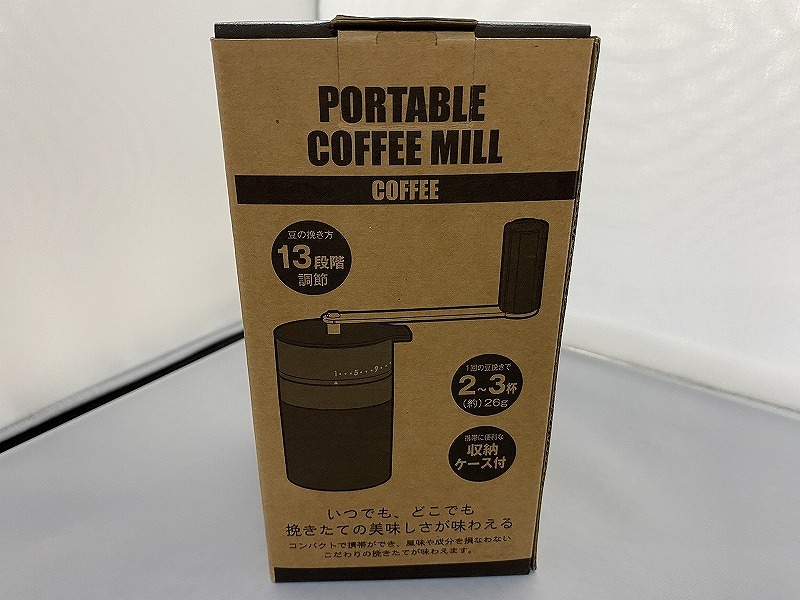 PORTABLE
COFFEE MILL
COFFEE
豆の挽き方
13段階
調節
1・・・5・・・9・・
1回の豆挽きで
2～3杯
(約)26g
携帯に便利な
収納
ケース付
いつでも、どこでも
挽きたての美味しさが味わえる
コンパクトで携帯ができ、風味や成分を損なわない
こだわりの挽きたてが味わえます。